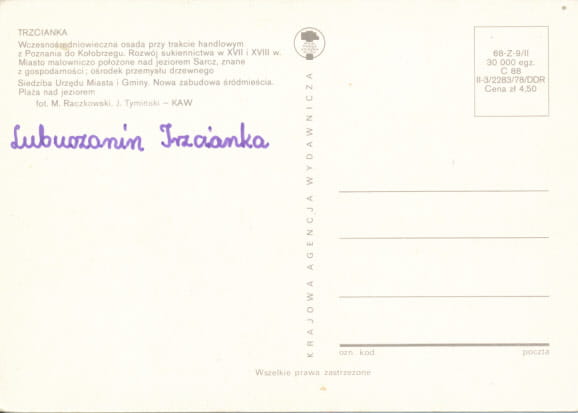 TRZCIANKA
Wczesnośredniowieczna osada przy trakcie handlowym
z Poznania do Kołobrzegu. Rozwój sukiennictwa w XVII i XVIII w.
Miasto malowniczo położone nad jeziorem Sarcz, znane
z gospodarności; ośrodek przemysłu drzewnego
Siedziba Urzędu Miasta i Gminy. Nowa zabudowa śródmieścia.
Plaża nad jeziorem
fot. M. Raczkowski, J. Tymiński — KAW
Lubuszanin Trzcianka
KRAJOWA AGENCJA WYDAWNICZA
68-Z-9/II
30 000 egz.
C 88
II-3/2283/78/DDR
Cena zł 4,50
ozn. kod
poczta
Wszelkie prawa zastrzeżone